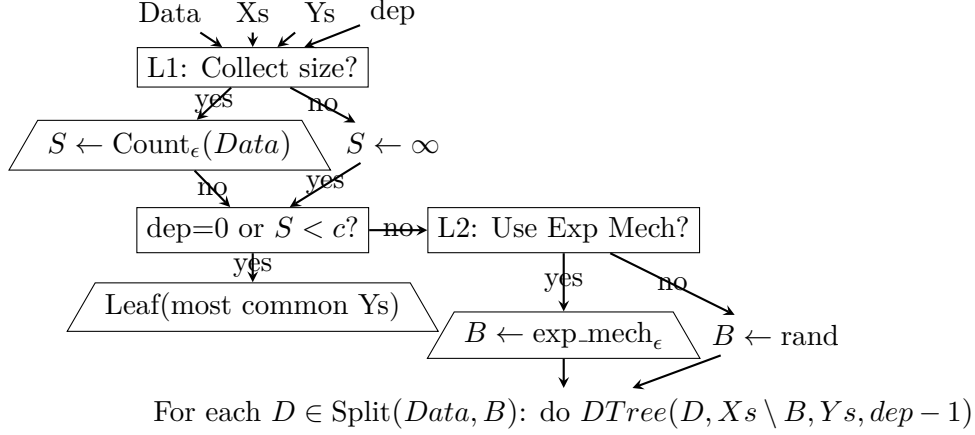 Data Xs Ys dep
L1: Collect size?
yes no
S ← Count_ϵ(Data) S ← ∞
no yes
dep=0 or S < c? no L2: Use Exp Mech?
yes
Leaf(most common Ys)
yes no
B ← exp_mech_ϵ B ← rand
For each D ∈ Split(Data, B): do DTree(D, Xs \ B, Ys, dep − 1)